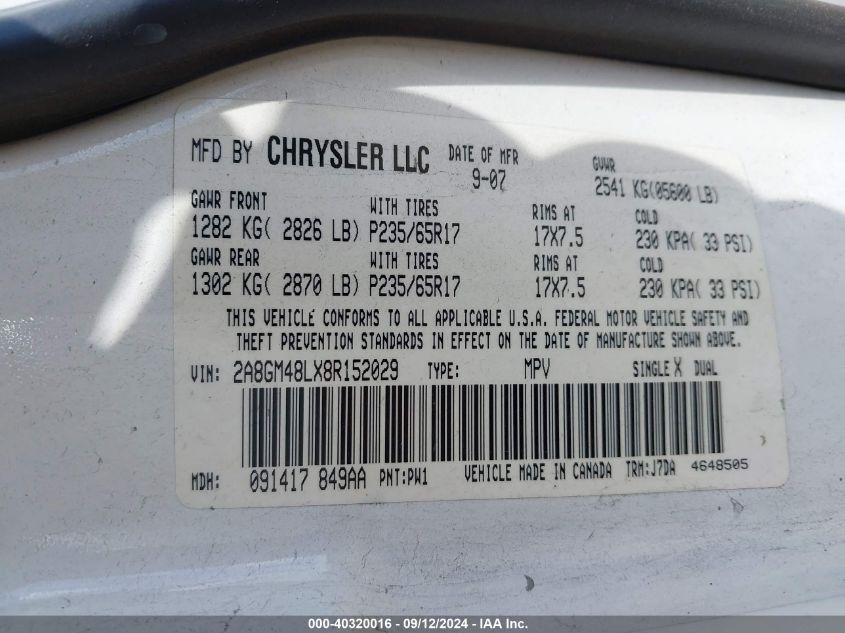 MFD BY CHRYSLER LLC DATE OF MFR 9-07 GVWR 2541 KG(05600 LB)
GAWR FRONT WITH TIRES RIMS AT COLD
1282 KG( 2826 LB) P235/65R17 17X7.5 230 KPA( 33 PSI)
GAWR REAR WITH TIRES RIMS AT COLD
1302 KG( 2870 LB) P235/65R17 17X7.5 230 KPA( 33 PSI)
THIS VEHICLE CONFORMS TO ALL APPLICABLE U.S.A. FEDERAL MOTOR VEHICLE SAFETY AND
THEFT PREVENTION STANDARDS IN EFFECT ON THE DATE OF MANUFACTURE SHOWN ABOVE.
VIN: 2A8GM48LX8R152029 TYPE: MPV SINGLE X DUAL
MDH: 091417 849AA PNT:PW1 VEHICLE MADE IN CANADA TRM:J7DA 4648505
000-40320016 - 09/12/2024 - IAA Inc.